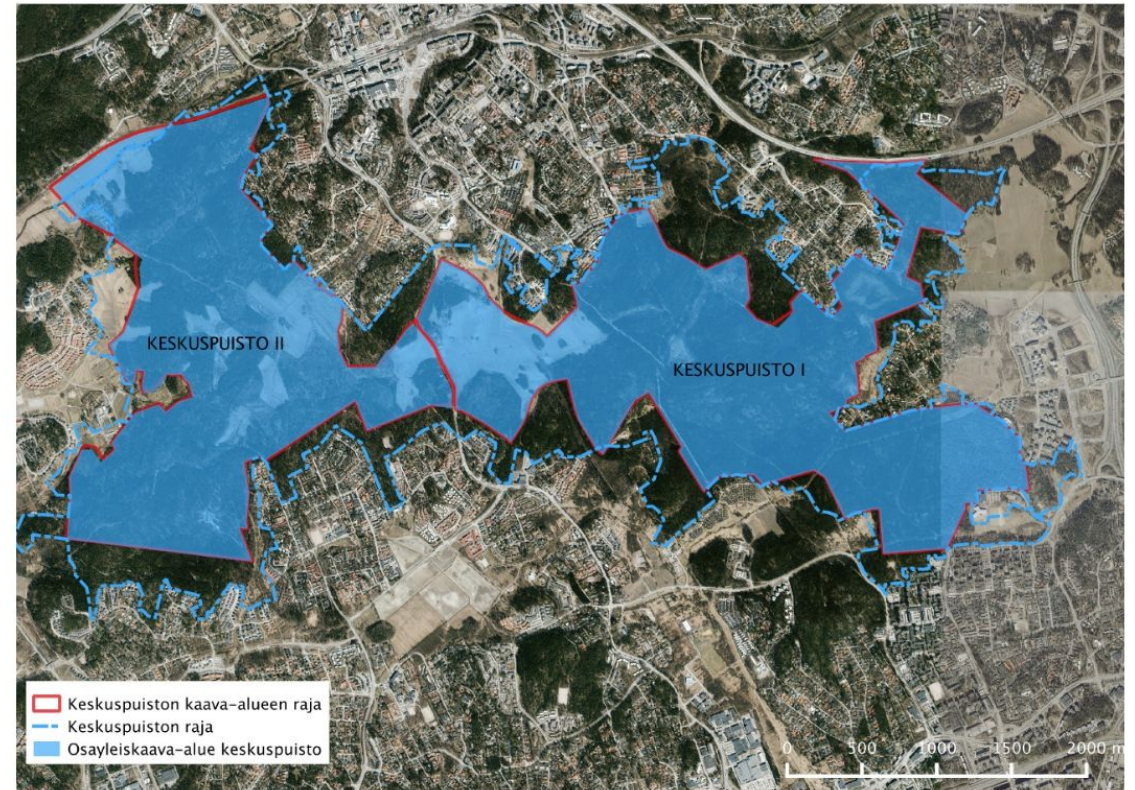 KESKUSPUISTO II
KESKUSPUISTO I
Keskuspuiston kaava-alueen raja
Keskuspuiston raja
Osayleiskaava-alue keskuspuisto
0 500 1000 1500 2000 m